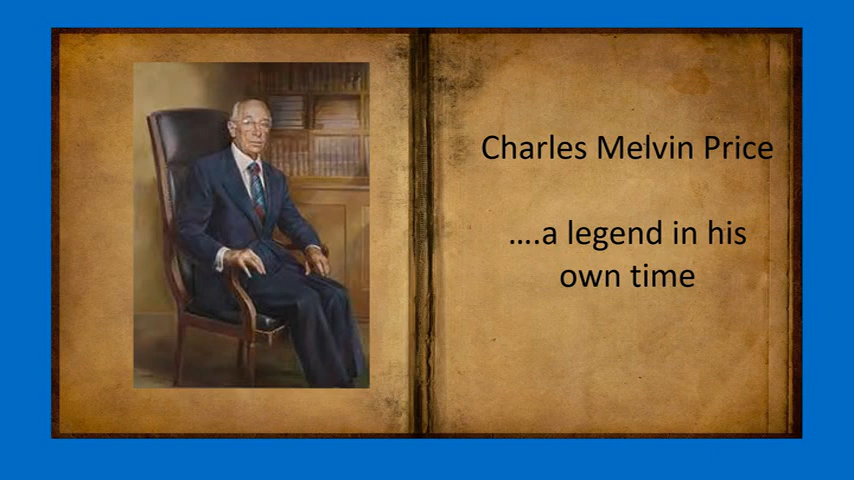 Charles Melvin Price
....a legend in his
own time